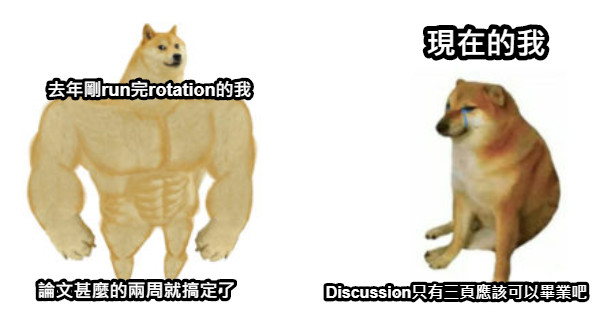 去年剛run完rotation的我
論文甚麼的兩周就搞定了
現在的我
Discussion只有三頁應該可以畢業吧